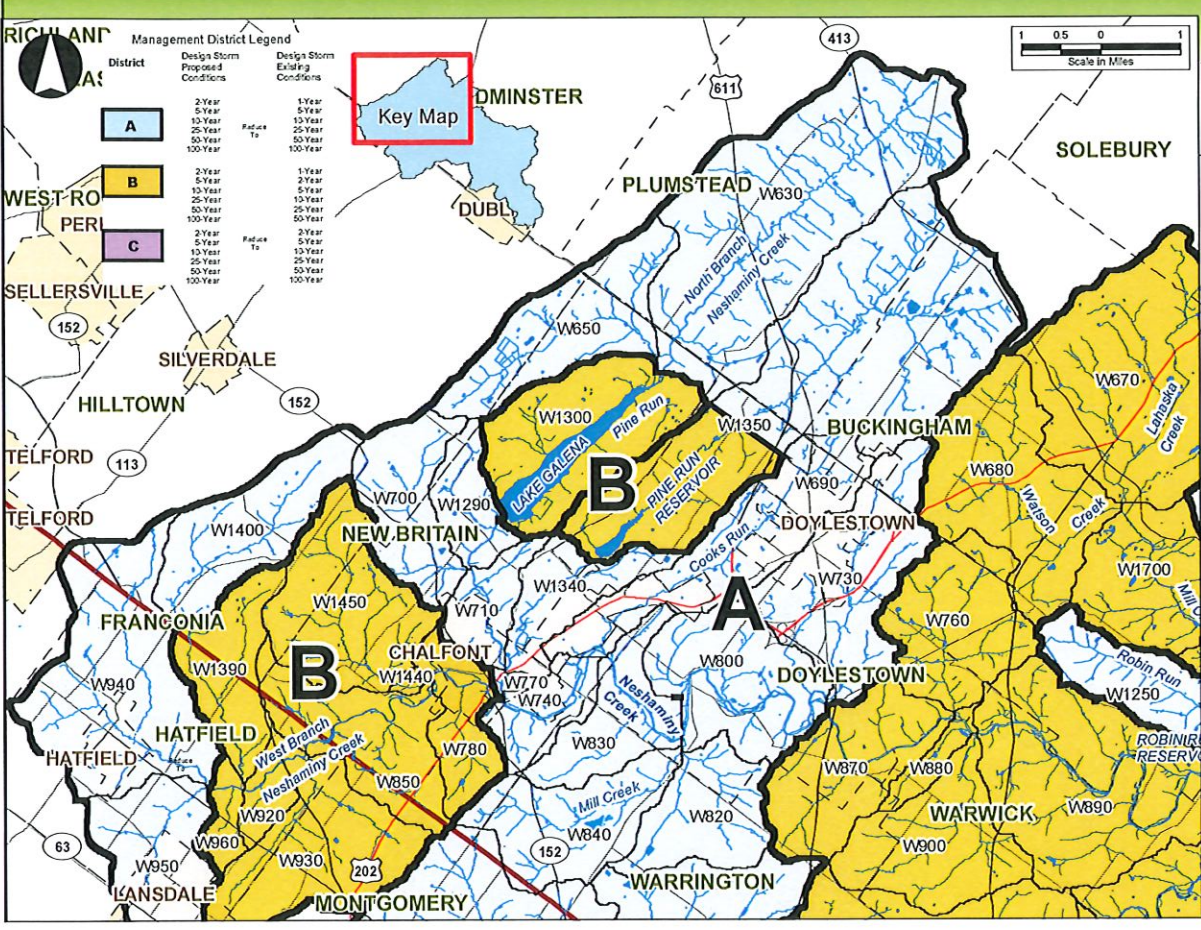 RICHLAND
Management District Legend
District
Design Storm
Proposed
Conditions
Design Storm
Existing
Conditions
A
2-Year
5-Year
10-Year
25-Year
50-Year
100-Year
Reduce
To
1-Year
5-Year
10-Year
25-Year
50-Year
100-Year
B
2-Year
5-Year
10-Year
25-Year
50-Year
100-Year
1-Year
2-Year
5-Year
10-Year
25-Year
50-Year
C
2-Year
5-Year
10-Year
25-Year
50-Year
100-Year
Reduce
To
2-Year
5-Year
10-Year
25-Year
50-Year
100-Year
Key Map
1 0.5 0 1
Scale in Miles
413
611
DMINSTER
SOLEBURY
PLUMSTEAD
W630
WEST RO
PERI
DUBL
North Branch
Neshaminy Creek
SELLERSVILLE
152
W650
SILVERDALE
152
HILLTOWN
W670
Lahaska
Creek
W1300
Pine Run
LAKE GALENA
W1350
BUCKINGHAM
B
PINE RUN
RESERVOIR
TELFORD
113
W680
W690
W700
W1290
TELFORD
Watson
Creek
DOYLESTOWN
W1400
NEW BRITAIN
Cooks Run
W1340
W730
W1700
Mill
W1450
W710
A
FRANCONIA
W760
CHALFONT
W1390
B
W1440
W800
Robin Run
W770
W740
DOYLESTOWN
W940
Neshaminy
Creek
W1250
HATFIELD
West Branch
Neshaminy Creek
W780
W830
HATFIELD
Reduce
To
W850
W870
W880
Mill Creek
W920
W820
W890
WARWICK
W840
W960
63
W930
152
W900
W950
202
WARRINGTON
LANSDALE
MONTGOMERY